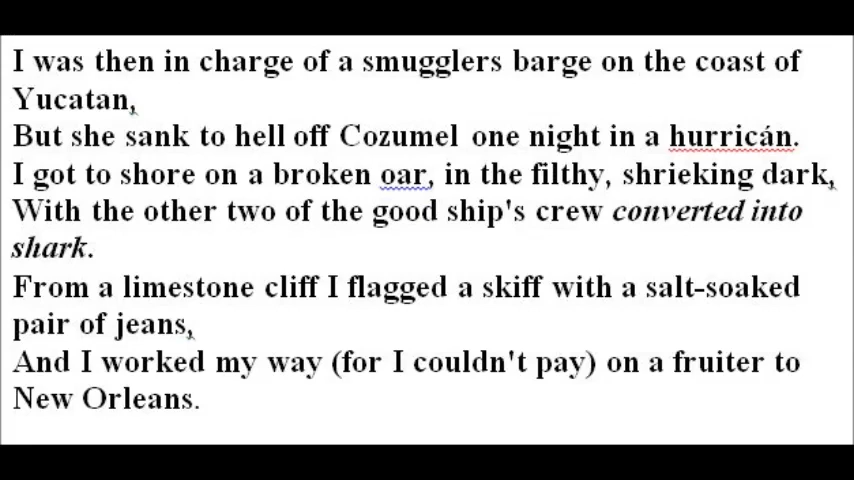 I was then in charge of a smugglers barge on the coast of
Yucatan,
But she sank to hell off Cozumel one night in a hurricán.
I got to shore on a broken oar, in the filthy, shrieking dark,
With the other two of the good ship's crew converted into
shark.
From a limestone cliff I flagged a skiff with a salt-soaked
pair of jeans,
And I worked my way (for I couldn't pay) on a fruiter to
New Orleans.